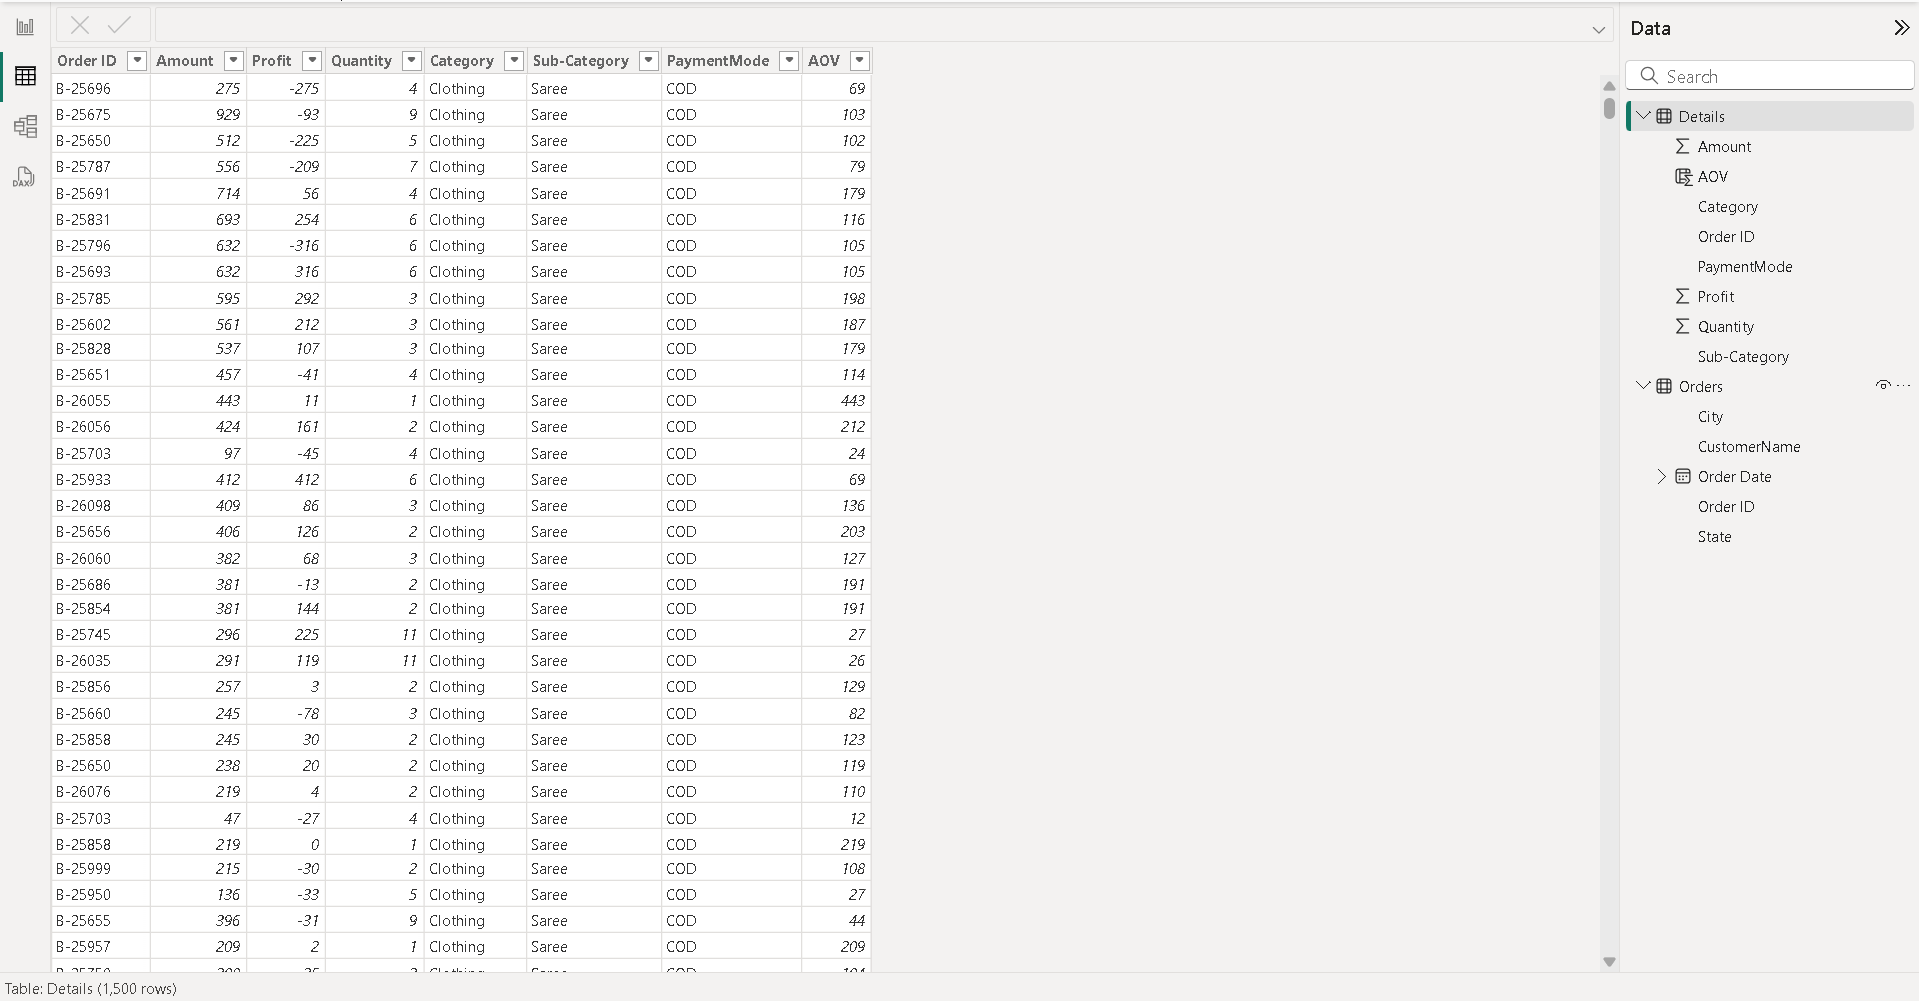 Order ID Amount Profit Quantity Category Sub-Category PaymentMode AOV
B-25696 275 -275 4 Clothing Saree COD 69
B-25675 929 -93 9 Clothing Saree COD 103
B-25650 512 -225 5 Clothing Saree COD 102
B-25787 556 -209 7 Clothing Saree COD 79
B-25691 714 56 4 Clothing Saree COD 179
B-25831 693 254 6 Clothing Saree COD 116
B-25796 632 -316 6 Clothing Saree COD 105
B-25693 632 316 6 Clothing Saree COD 105
B-25785 595 292 3 Clothing Saree COD 198
B-25602 561 212 3 Clothing Saree COD 187
B-25828 537 107 3 Clothing Saree COD 179
B-25651 457 -41 4 Clothing Saree COD 114
B-26055 443 11 1 Clothing Saree COD 443
B-26056 424 161 2 Clothing Saree COD 212
B-25703 97 -45 4 Clothing Saree COD 24
B-25933 412 412 6 Clothing Saree COD 69
B-26098 409 86 3 Clothing Saree COD 136
B-25656 406 126 2 Clothing Saree COD 203
B-26060 382 68 3 Clothing Saree COD 127
B-25686 381 -13 2 Clothing Saree COD 191
B-25854 381 144 2 Clothing Saree COD 191
B-25745 296 225 11 Clothing Saree COD 27
B-26035 291 119 11 Clothing Saree COD 26
B-25856 257 3 2 Clothing Saree COD 129
B-25660 245 -78 3 Clothing Saree COD 82
B-25858 245 30 2 Clothing Saree COD 123
B-25650 238 20 2 Clothing Saree COD 119
B-26076 219 4 2 Clothing Saree COD 110
B-25703 47 -27 4 Clothing Saree COD 12
B-25858 219 0 1 Clothing Saree COD 219
B-25999 215 -30 2 Clothing Saree COD 108
B-25950 136 -33 5 Clothing Saree COD 27
B-25655 396 -31 9 Clothing Saree COD 44
B-25957 209 2 1 Clothing Saree COD 209
Table: Details (1,500 rows)
DAX
Data
Search
Details
Amount
AOV
Category
Order ID
PaymentMode
Profit
Quantity
Sub-Category
Orders
City
CustomerName
Order Date
Order ID
State